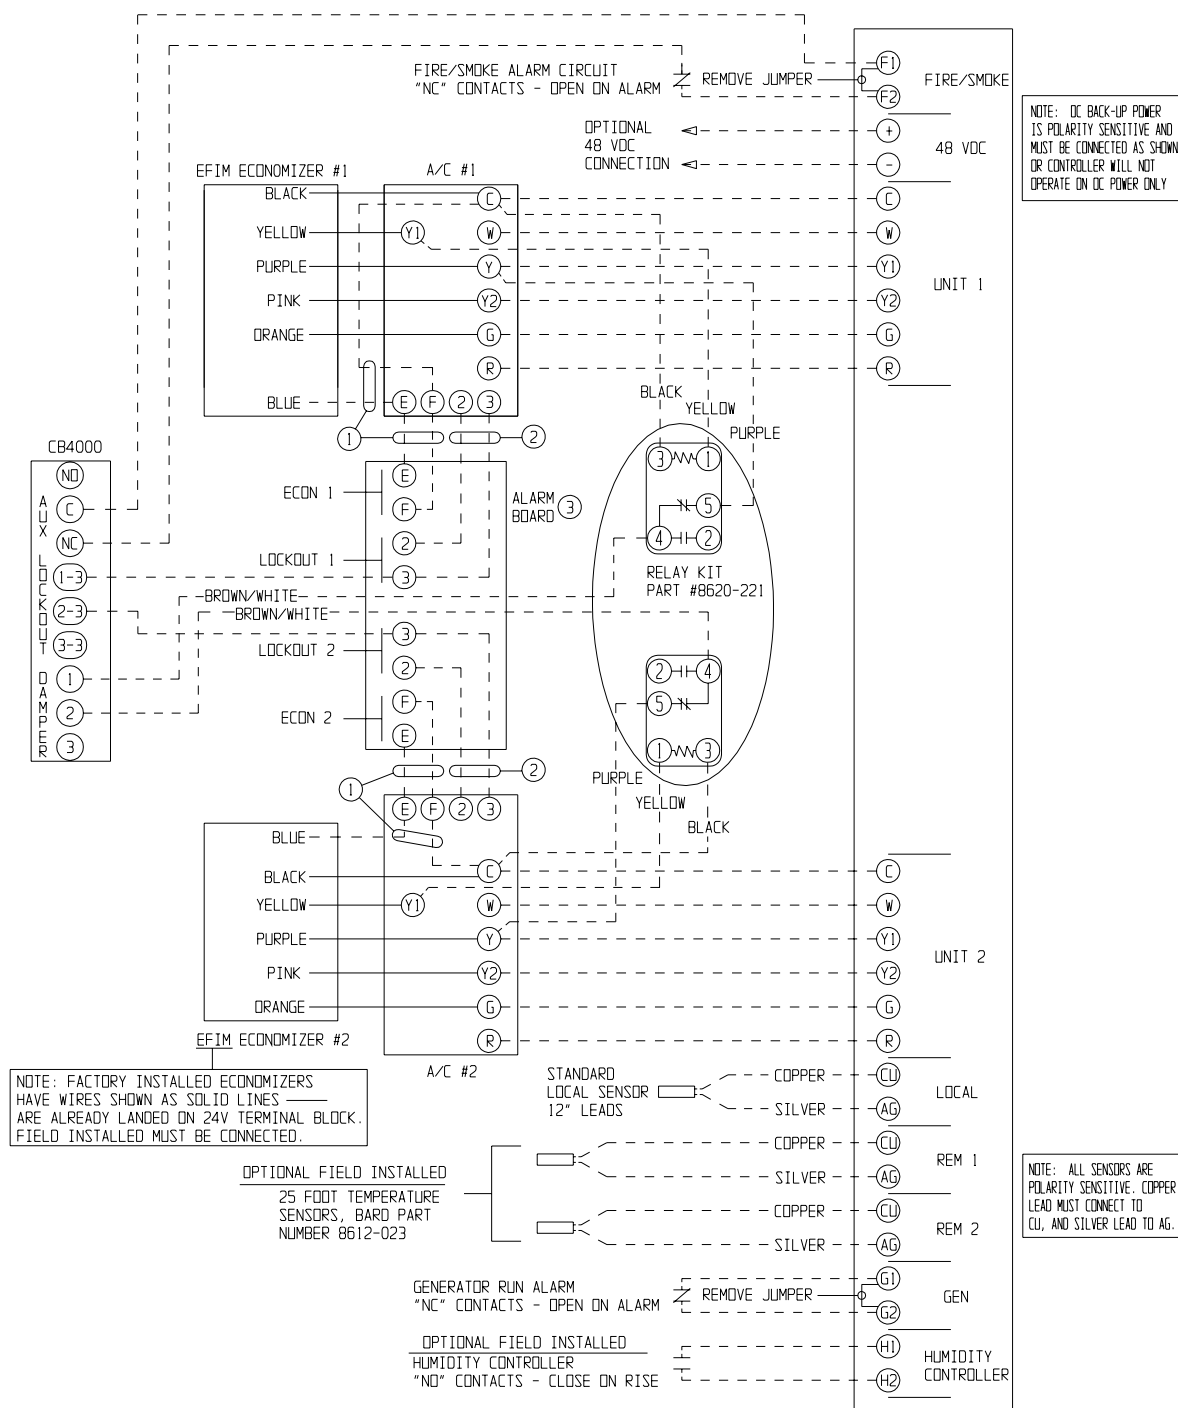 FIRE/SMOKE ALARM CIRCUIT
"NC" CONTACTS - OPEN ON ALARM
REMOVE JUMPER
F1
F2
FIRE/SMOKE
OPTIONAL
48 VDC
CONNECTION
+
-
48 VDC
NOTE: DC BACK-UP POWER
IS POLARITY SENSITIVE AND
MUST BE CONNECTED AS SHOWN
OR CONTROLLER WILL NOT
OPERATE ON DC POWER ONLY
EFIM ECONOMIZER #1
A/C #1
BLACK
YELLOW
PURPLE
PINK
ORANGE
BLUE
C
Y1
W
Y
Y2
G
R
E
F
2
3
C
W
Y1
Y2
G
R
UNIT 1
1
2
BLACK
YELLOW
PURPLE
CB4000
NO
C
NC
1-3
2-3
3-3
1
2
3
AUX LOCKOUT DAMPER
ECON 1
E
F
LOCKOUT 1
2
3
ALARM
BOARD
3
BROWN/WHITE
BROWN/WHITE
LOCKOUT 2
3
2
ECON 2
F
E
3
1
5
4
2
RELAY KIT
PART #8620-221
2
4
5
1
3
PURPLE
YELLOW
BLACK
1
2
E
F
2
3
BLUE
BLACK
YELLOW
PURPLE
PINK
ORANGE
EFIM ECONOMIZER #2
C
Y1
W
Y
Y2
G
R
A/C #2
C
W
Y1
Y2
G
R
UNIT 2
NOTE: FACTORY INSTALLED ECONOMIZERS
HAVE WIRES SHOWN AS SOLID LINES
ARE ALREADY LANDED ON 24V TERMINAL BLOCK.
FIELD INSTALLED MUST BE CONNECTED.
STANDARD
LOCAL SENSOR
12" LEADS
COPPER
SILVER
CU
AG
LOCAL
OPTIONAL FIELD INSTALLED
25 FOOT TEMPERATURE
SENSORS, BARD PART
NUMBER 8612-023
COPPER
SILVER
CU
AG
REM 1
COPPER
SILVER
CU
AG
REM 2
NOTE: ALL SENSORS ARE
POLARITY SENSITIVE. COPPER
LEAD MUST CONNECT TO
CU, AND SILVER LEAD TO AG.
GENERATOR RUN ALARM
"NC" CONTACTS - OPEN ON ALARM
REMOVE JUMPER
G1
G2
GEN
OPTIONAL FIELD INSTALLED
HUMIDITY CONTROLLER
"NO" CONTACTS - CLOSE ON RISE
H1
H2
HUMIDITY
CONTROLLER